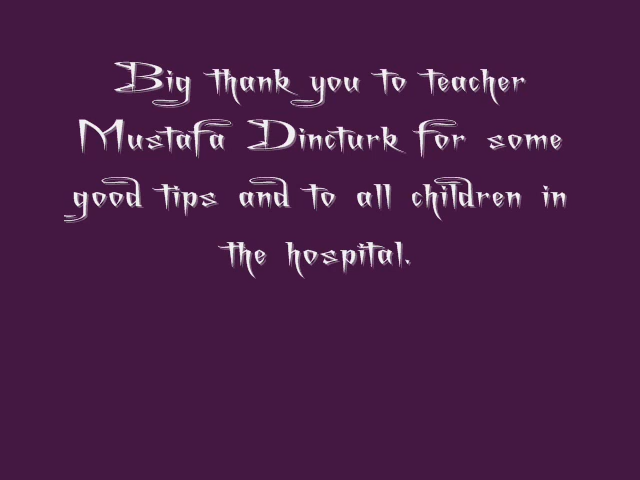 Big thank you to teacher
Mustafa Dincturk for some
good tips and to all children in
the hospital.